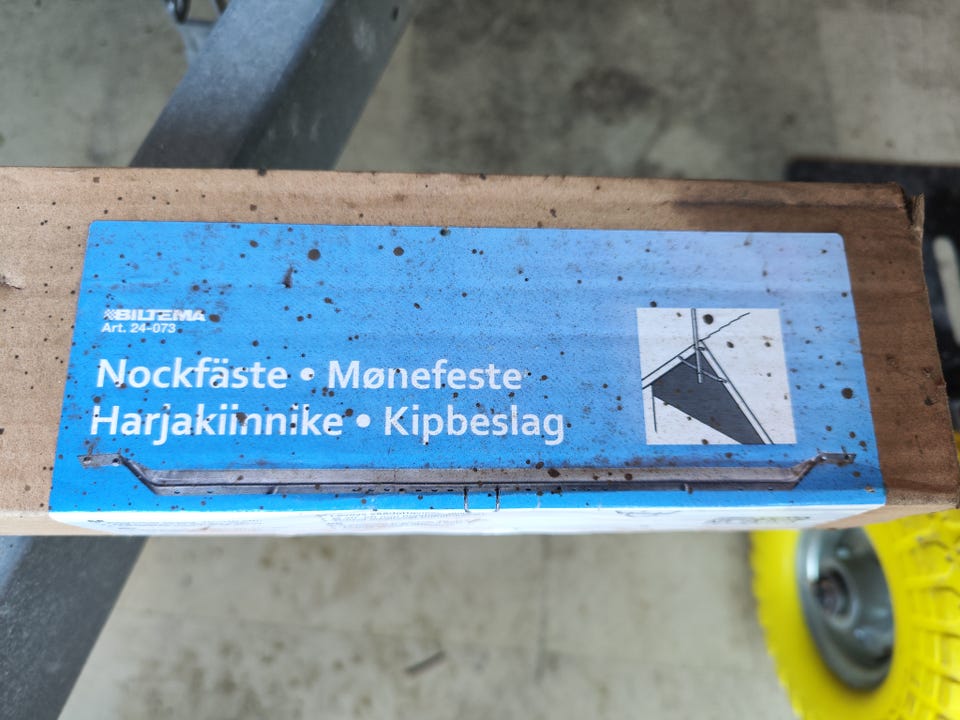 BILTEMA
Art. 24-073
Nockfäste • Mønefeste
Harjakiinnike • Kipbeslag